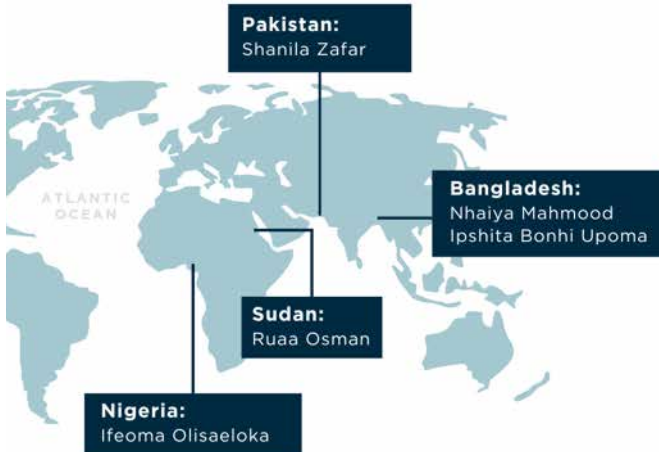 Pakistan:
Shanila Zafar
ATLANTIC
OCEAN
Bangladesh:
Nhaiya Mahmood
Ipshita Bonhi Upoma
Sudan:
Ruaa Osman
Nigeria:
Ifeoma Olisaeloka